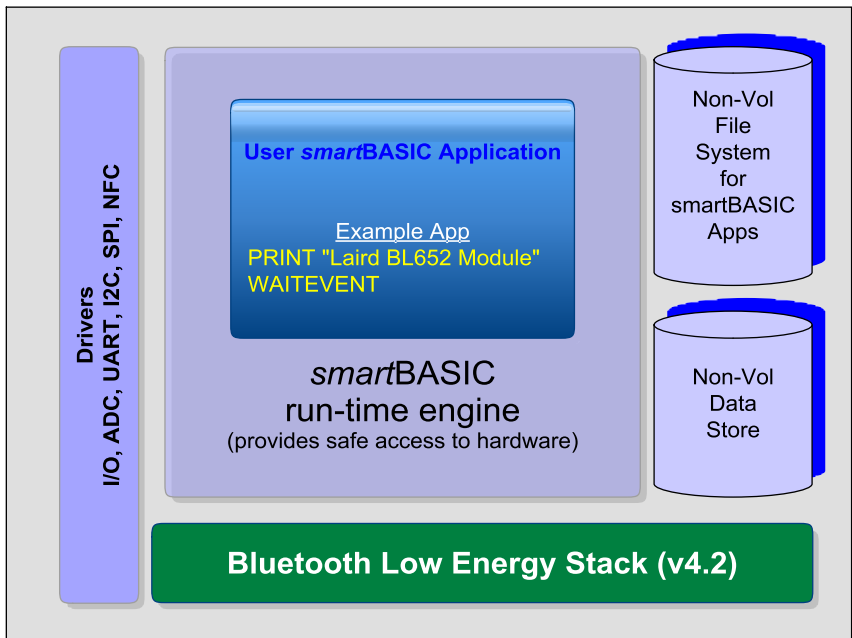 Drivers
I/O, ADC, UART, I2C, SPI, NFC
User smartBASIC Application
Example App
PRINT "Laird BL652 Module"
WAITEVENT
smartBASIC
run-time engine
(provides safe access to hardware)
Non-Vol
File
System
for
smartBASIC
Apps
Non-Vol
Data
Store
Bluetooth Low Energy Stack (v4.2)